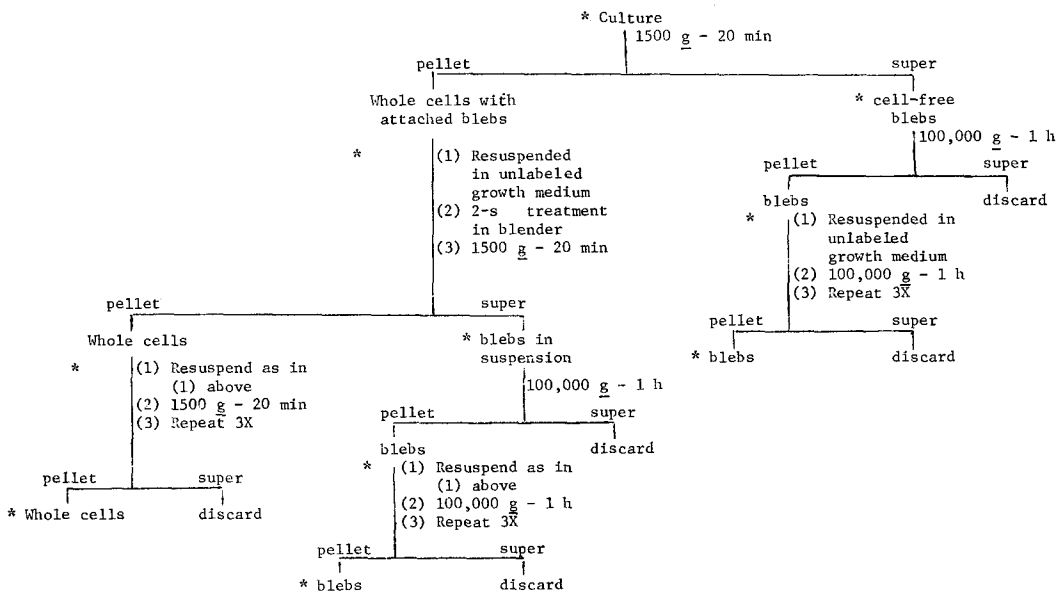 * Culture
1500 g - 20 min
pellet
super
Whole cells with
attached blebs
* cell-free
blebs
100,000 g - 1 h
*
(1) Resuspended
in unlabeled
growth medium
(2) 2-s treatment
in blender
(3) 1500 g - 20 min
pellet
super
blebs
discard
*
(1) Resuspended in
unlabeled
growth medium
(2) 100,000 g - 1 h
(3) Repeat 3X
pellet
super
* blebs
discard
pellet
super
Whole cells
* blebs in
suspension
*
(1) Resuspend as in
(1) above
(2) 1500 g - 20 min
(3) Repeat 3X
100,000 g - 1 h
pellet
super
blebs
discard
*
(1) Resuspend as in
(1) above
(2) 100,000 g - 1 h
(3) Repeat 3X
pellet
super
* Whole cells
discard
pellet
super
* blebs
discard